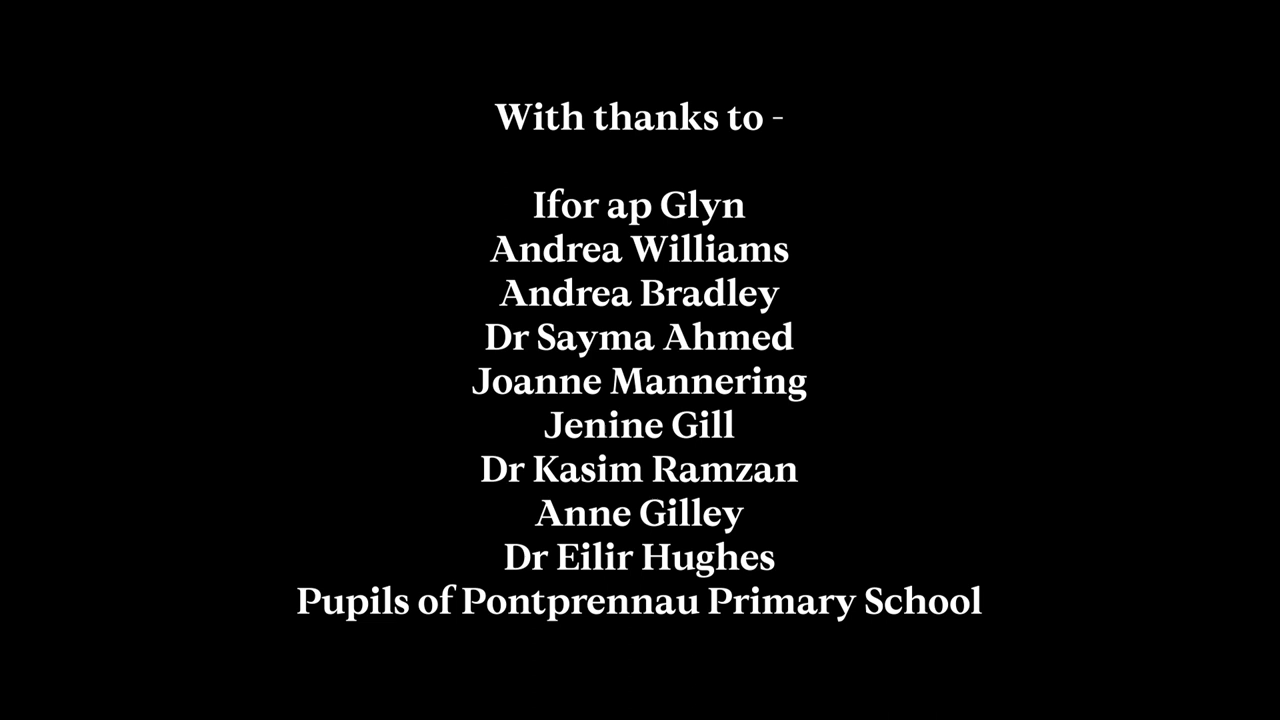 With thanks to -
Ifor ap Glyn
Andrea Williams
Andrea Bradley
Dr Sayma Ahmed
Joanne Mannering
Jenine Gill
Dr Kasim Ramzan
Anne Gilley
Dr Eilir Hughes
Pupils of Pontprennau Primary School